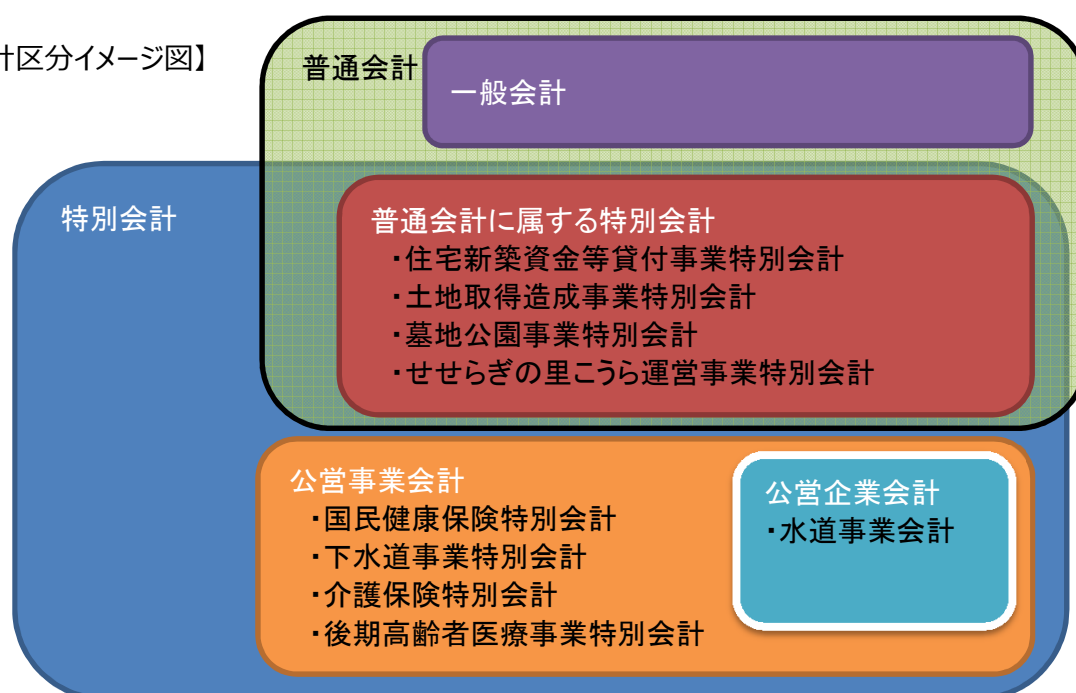 計区分イメージ図】
普通会計
一般会計
特別会計
普通会計に属する特別会計
・住宅新築資金等貸付事業特別会計
・土地取得造成事業特別会計
・墓地公園事業特別会計
・せせらぎの里こうら運営事業特別会計
公営事業会計
・国民健康保険特別会計
・下水道事業特別会計
・介護保険特別会計
・後期高齢者医療事業特別会計
公営企業会計
・水道事業会計